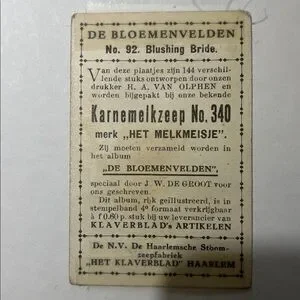 DE BLOEMENVELDEN
No. 92. Blushing Bride.
Van deze plaatjes zijn 144 verschil-
lende stuks ontworpen door onzen
drukker H. A. VAN OLPHEN en
worden bijgepakt bij onze bekende
Karnemelkzeep No. 340
merk „HET MELKMEISJE".
Zij moeten verzameld worden in
het album
„DE BLOEMENVELDEN".
speciaal door J. W. DE GROOT voor
ons geschreven.
Dit album, rijk geïllustreerd, is in
stempelband 4º formaat verkrijgbaar
à f 0.60 p. stuk bij uw leverancier van
KLAVERBLAD's ARTIKELEN
De N.V. De Haarlemsche Stoom-
zeepfabriek
„HET KLAVERBLAD" HAARLEM